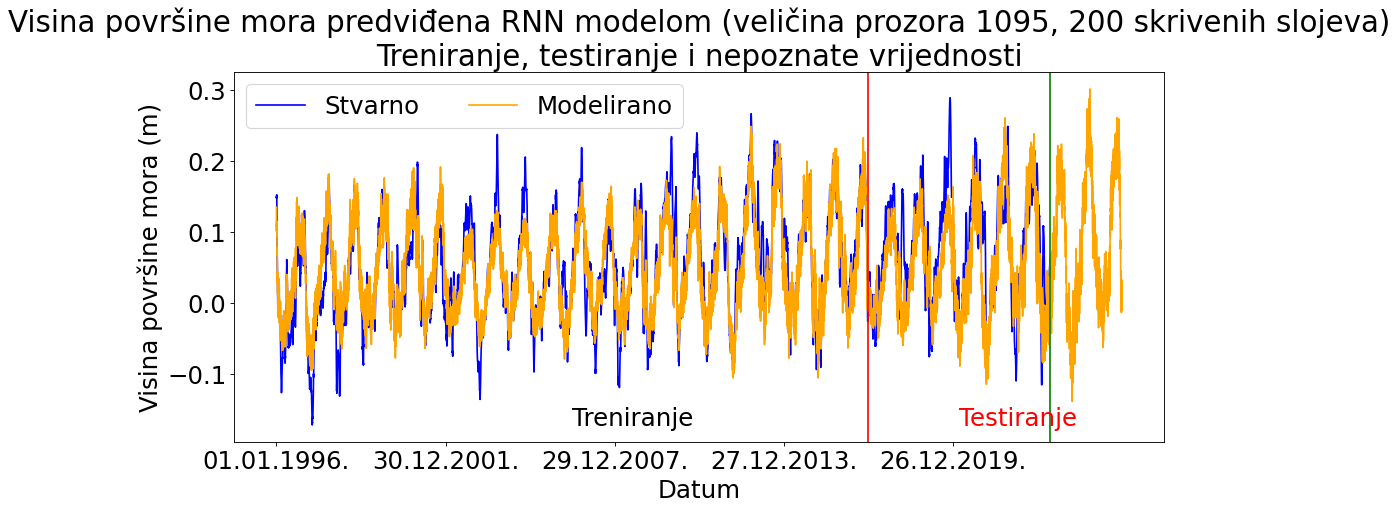 Visina površine mora predviđena RNN modelom (veličina prozora 1095, 200 skrivenih slojeva)
Treniranje, testiranje i nepoznate vrijednosti
Stvarno Modelirano
Visina površine mora (m)
0.3
0.2
0.1
0.0
−0.1
Treniranje Testiranje
01.01.1996. 30.12.2001. 29.12.2007. 27.12.2013. 26.12.2019.
Datum